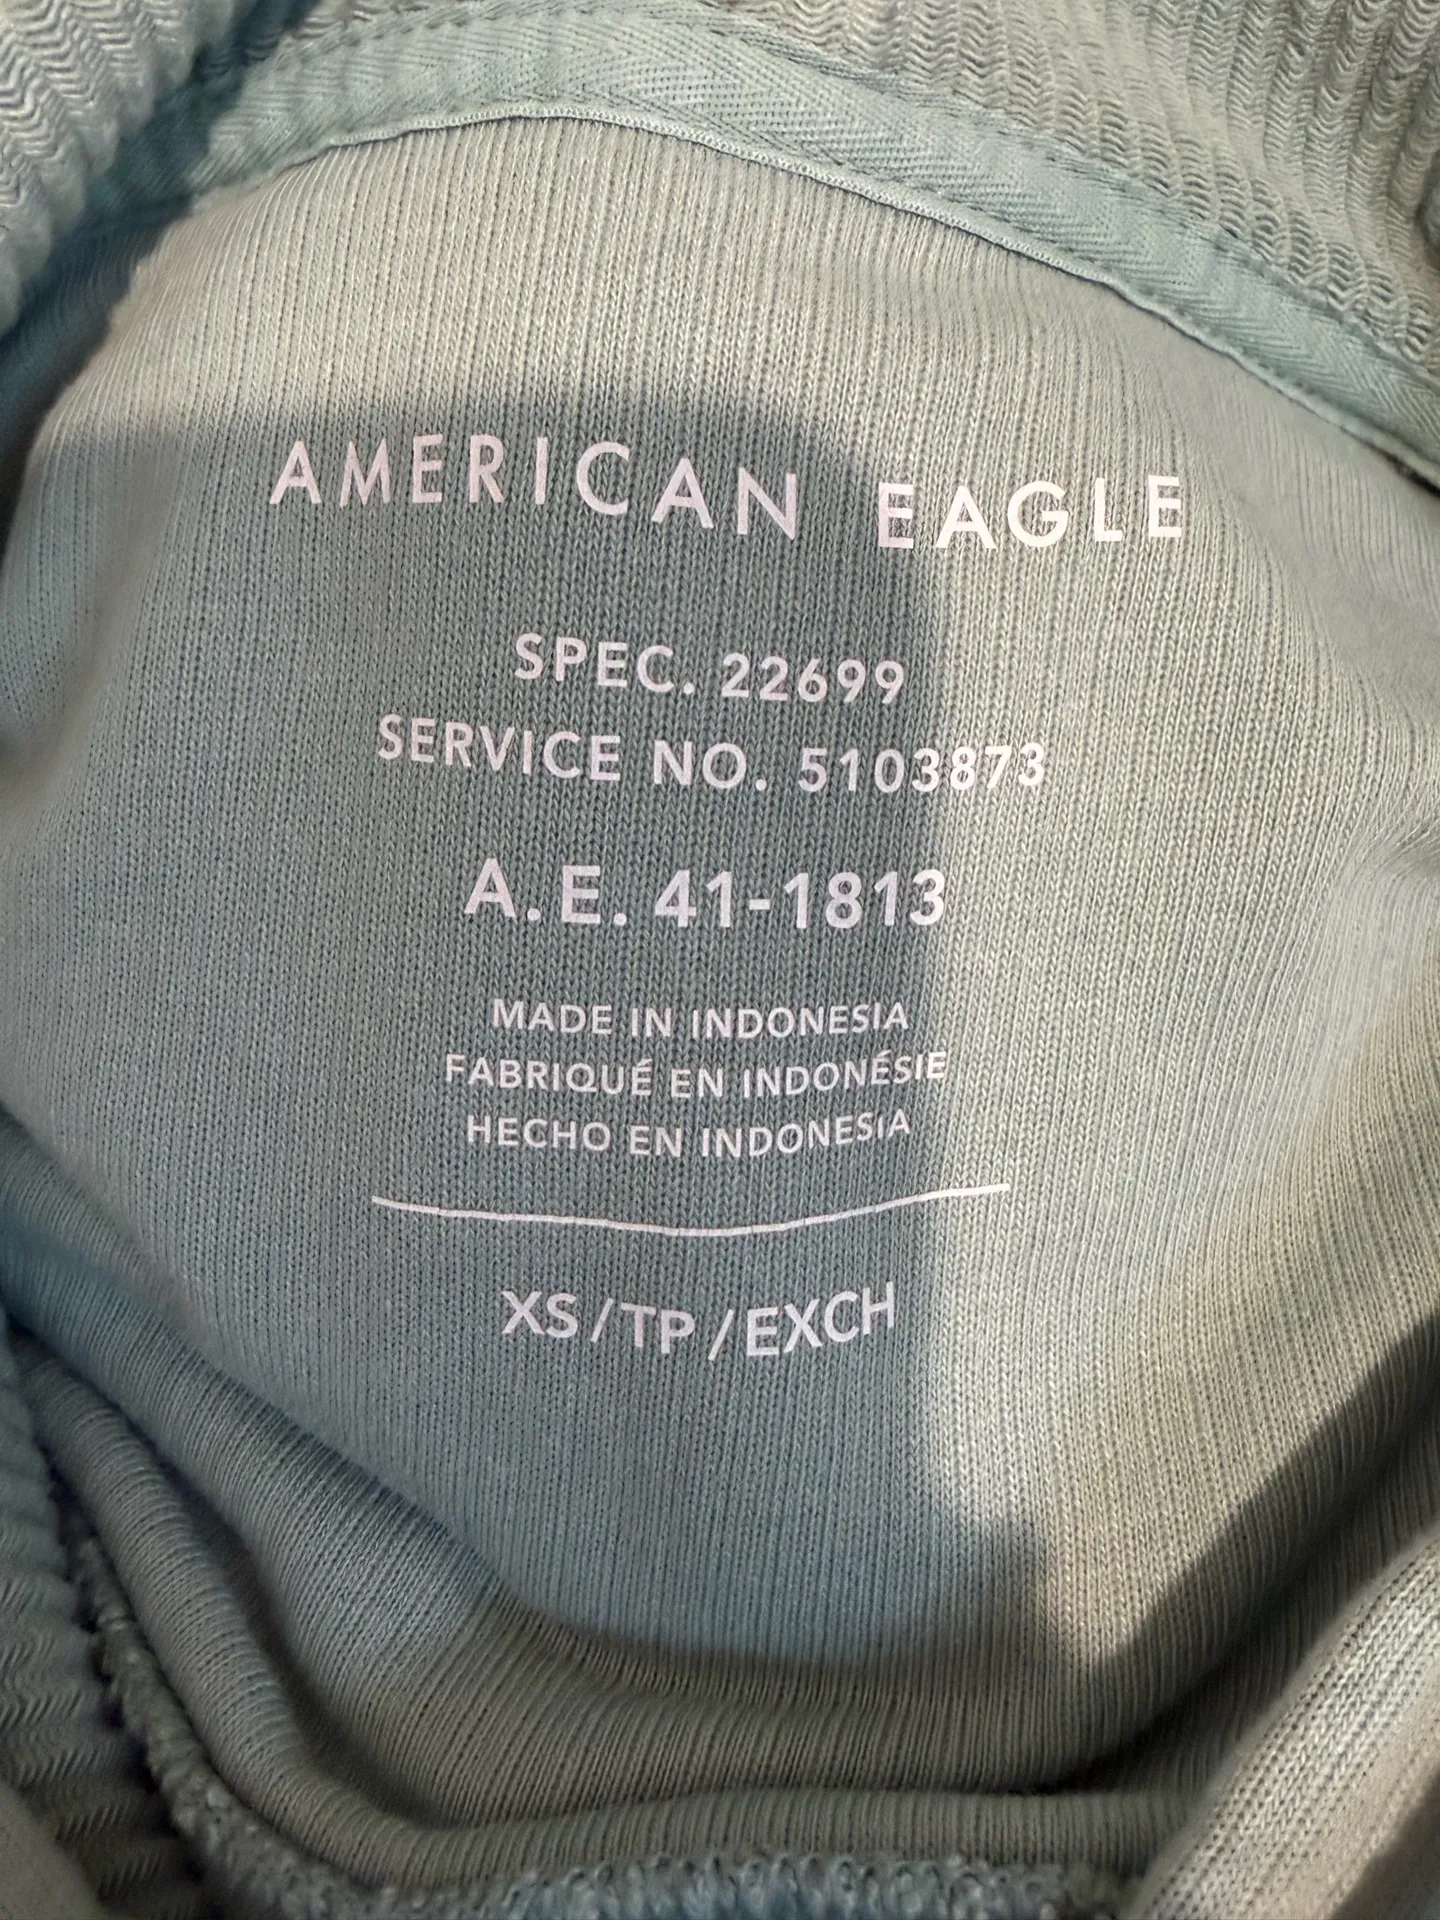 AMERICAN EAGLE
SPEC. 22699
SERVICE NO. 5103873
A.E. 41-1813
MADE IN INDONESIA
FABRIQUÉ EN INDONÉSIE
HECHO EN INDONESIA
XS/TP/EXCH